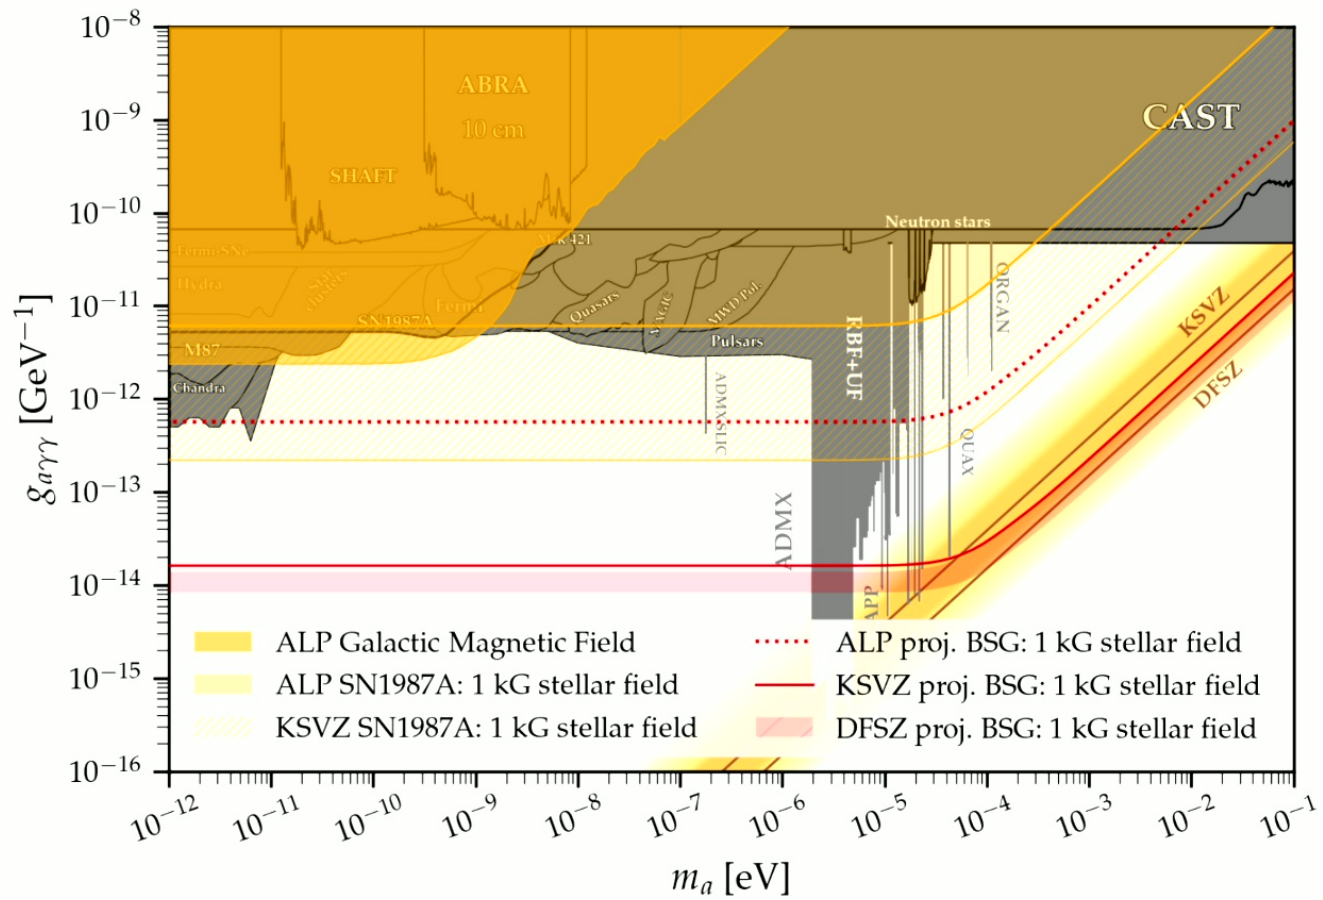 10⁻⁸
10⁻⁹
10⁻¹⁰
10⁻¹¹
10⁻¹²
10⁻¹³
10⁻¹⁴
10⁻¹⁵
10⁻¹⁶
g_aγγ [GeV⁻¹]
ABRA
10 cm
SHAFT
CAST
Neutron stars
Fermi-SNe
Mrk 421
Hydra
Star
clusters
Fermi
SN1987A
Quasars
MAGIC
MWD Pol.
Pulsars
M87
Chandra
ADMX SLIC
RBF+UF
ORGAN
QUAX
KSVZ
DFSZ
ADMX
ALP Galactic Magnetic Field
ALP SN1987A: 1 kG stellar field
KSVZ SN1987A: 1 kG stellar field
ALP proj. BSG: 1 kG stellar field
KSVZ proj. BSG: 1 kG stellar field
DFSZ proj. BSG: 1 kG stellar field
10⁻¹² 10⁻¹¹ 10⁻¹⁰ 10⁻⁹ 10⁻⁸ 10⁻⁷ 10⁻⁶ 10⁻⁵ 10⁻⁴ 10⁻³ 10⁻² 10⁻¹
m_a [eV]